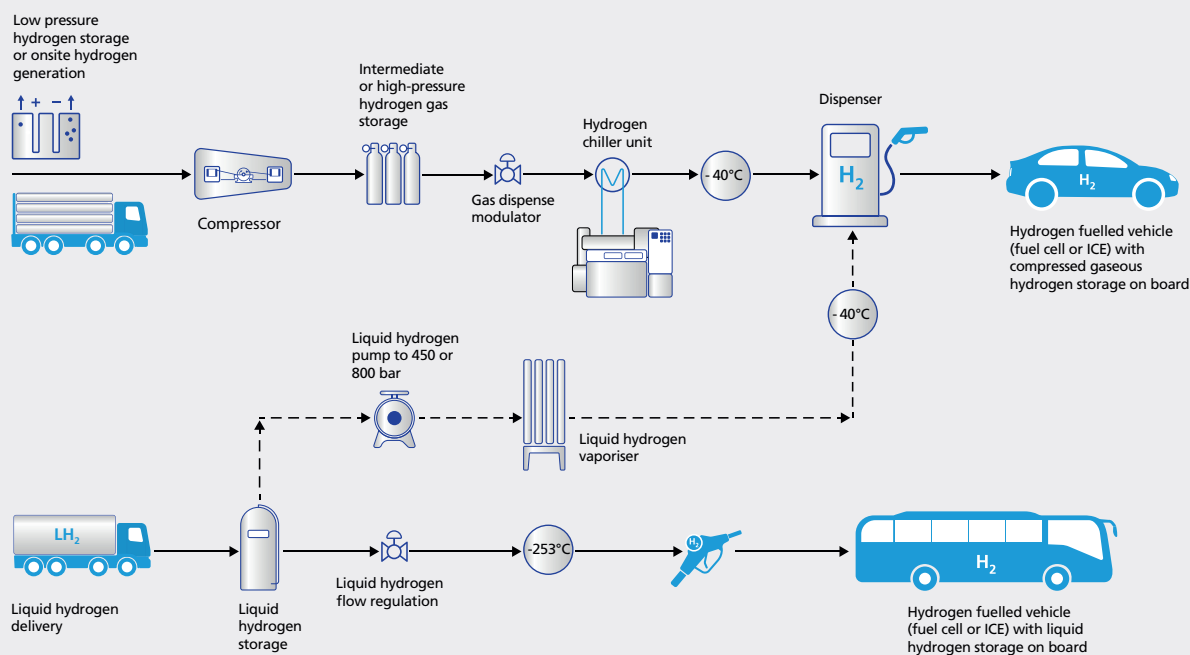 Low pressure
hydrogen storage
or onsite hydrogen
generation
+ −
Compressor
Intermediate
or high-pressure
hydrogen gas
storage
Gas dispense
modulator
Hydrogen
chiller unit
- 40°C
Dispenser
H₂
H₂
Hydrogen fuelled vehicle
(fuel cell or ICE) with
compressed gaseous
hydrogen storage on board
- 40°C
Liquid hydrogen
pump to 450 or
800 bar
Liquid hydrogen
vaporiser
LH₂
Liquid hydrogen
delivery
Liquid
hydrogen
storage
Liquid hydrogen
flow regulation
-253°C
H₂
H₂
Hydrogen fuelled vehicle
(fuel cell or ICE) with liquid
hydrogen storage on board